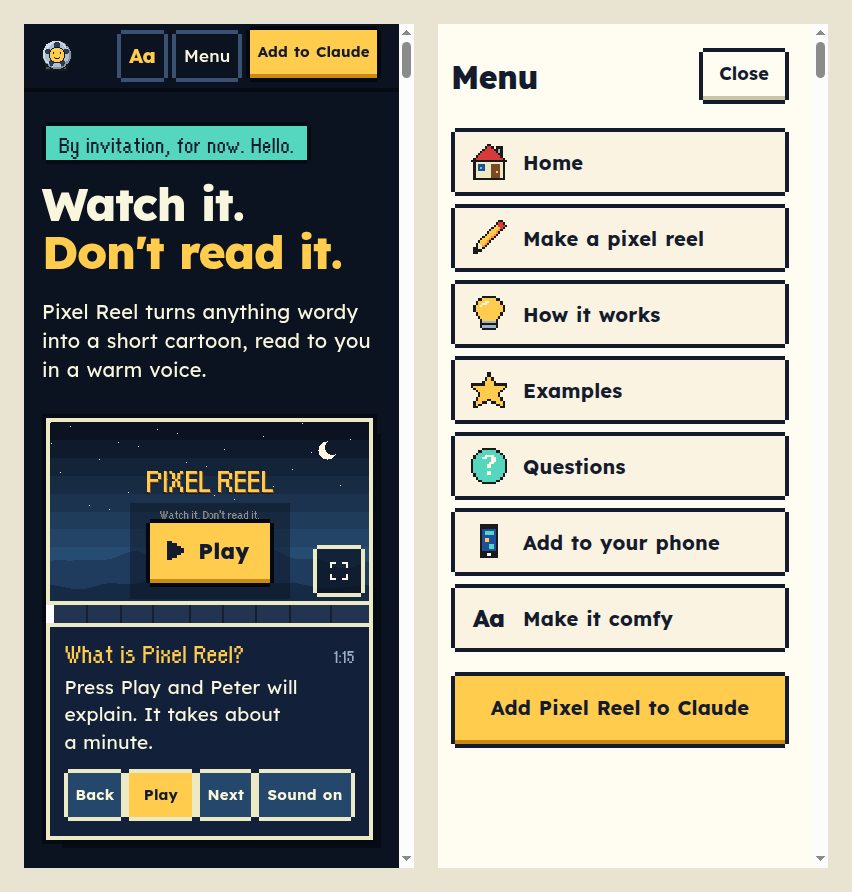 Aa
Menu
Add to Claude
By invitation, for now. Hello.
Watch it.
Don't read it.
Pixel Reel turns anything wordy
into a short cartoon, read to you
in a warm voice.
PIXEL REEL
Watch it. Don't read it.
Play
What is Pixel Reel?
1:15
Press Play and Peter will
explain. It takes about
a minute.
Back
Play
Next
Sound on
Menu
Close
Home
Make a pixel reel
How it works
Examples
?
Questions
Add to your phone
Aa
Make it comfy
Add Pixel Reel to Claude